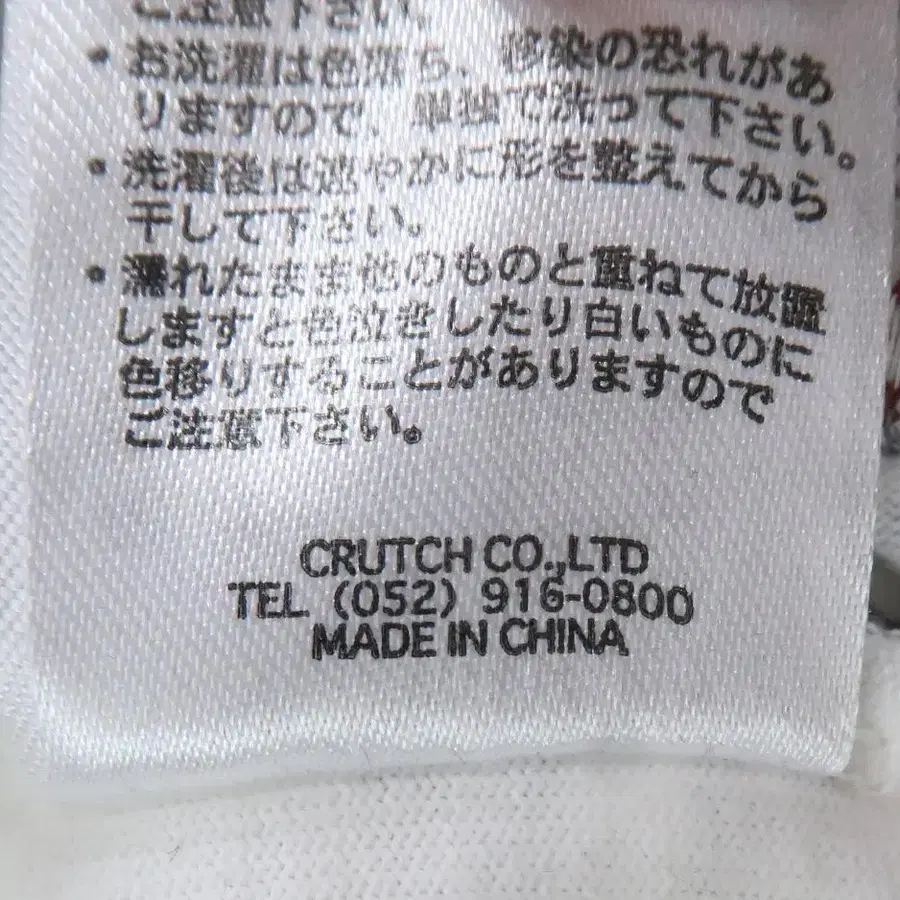 ご注意下さい。
• お洗濯は色落ち、移染の恐れがあ
りますので、単独で洗って下さい。
• 洗濯後は速やかに形を整えてから
干して下さい。
• 濡れたまま他のものと重ねて放置
しますと色泣きしたり白いものに
色移りすることがありますので
ご注意下さい。
CRUTCH CO.,LTD
TEL (052) 916-0800
MADE IN CHINA